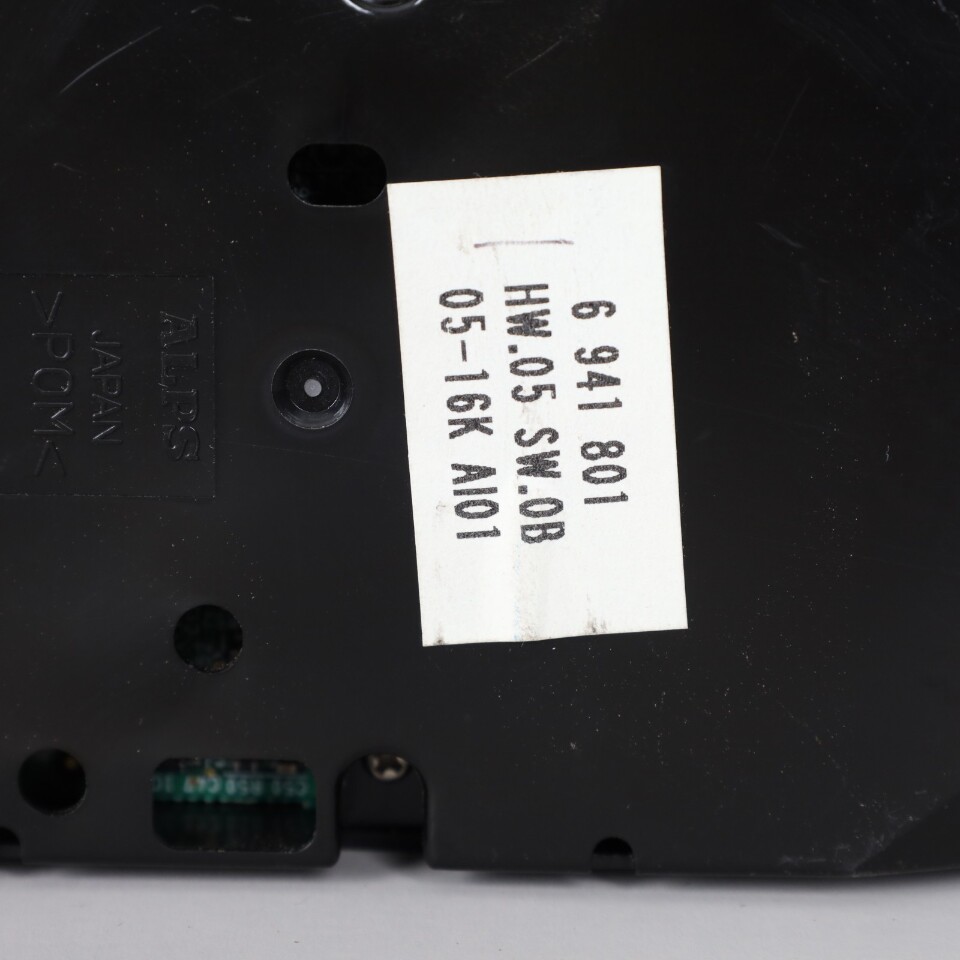 6 941 801
HW.05 SW.0B
05-16K AI01
ALPS
JAPAN
>POM<